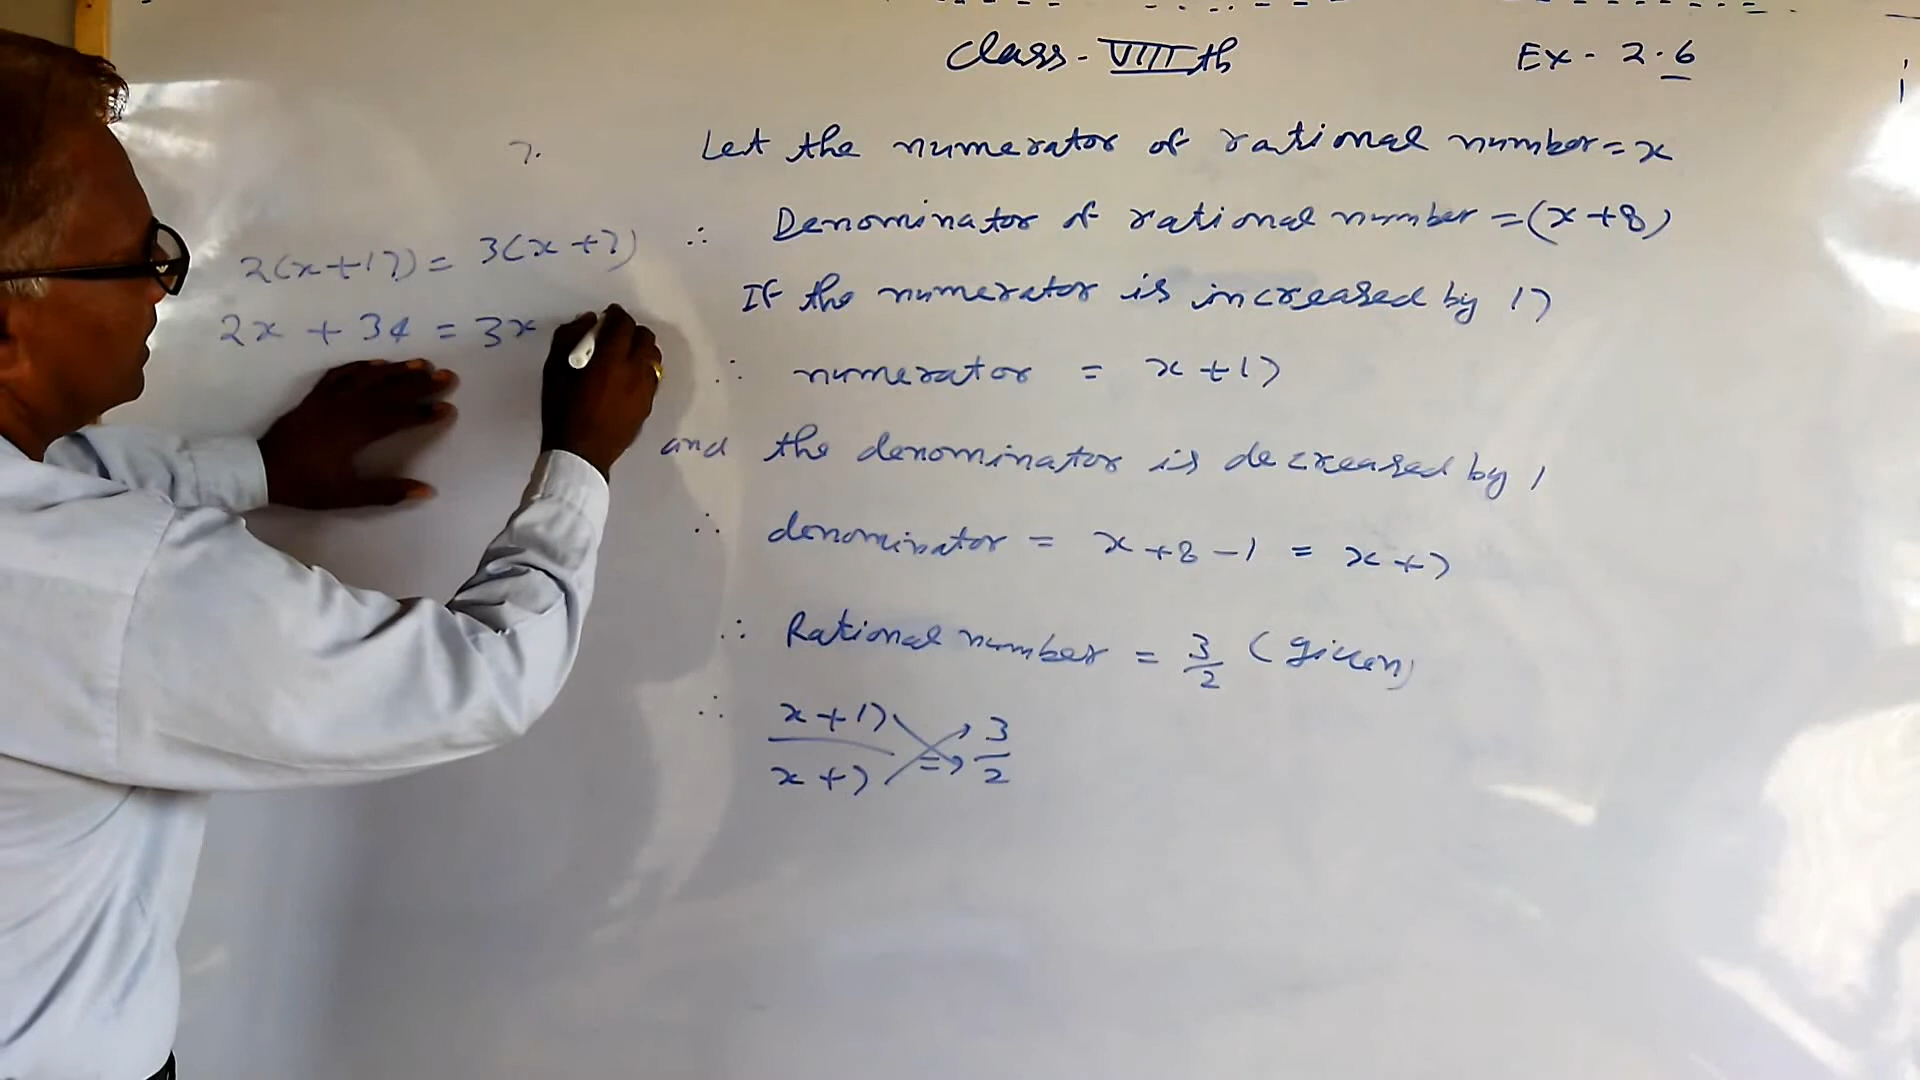 Class - VIIIth Ex - 2.6
7. Let the numerator of rational number = x
∴ Denominator of rational number = (x + 8)
If the numerator is increased by 17
∴ numerator = x + 17
and the denominator is decreased by 1
∴ denominator = x + 8 - 1 = x + 7
∴ Rational number = 3/2 (given)
∴ x + 17 / x + 7 = 3/2
2(x + 17) = 3(x + 7)
2x + 34 = 3x